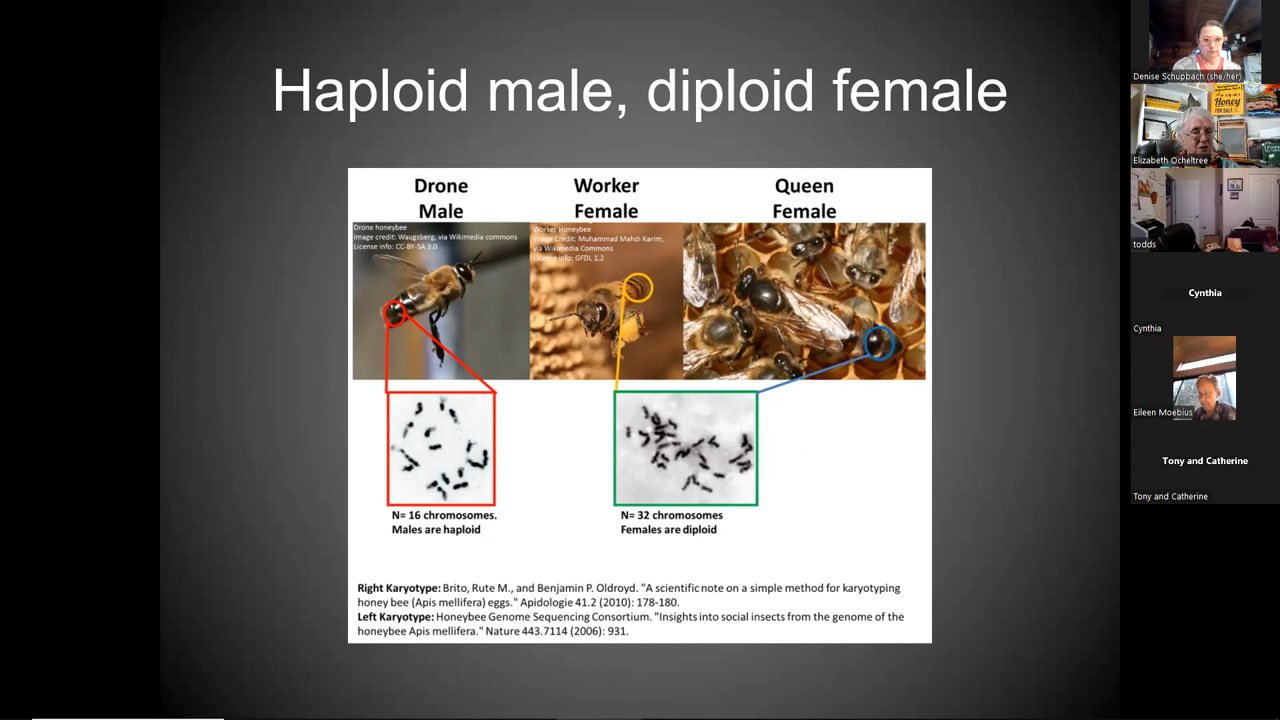 Haploid male, diploid female
Drone
Male
Worker
Female
Queen
Female
Drone honeybee
Image credit: Waugsberg, via Wikimedia commons
License info: CC-BY-SA 3.0
Worker Honeybee
Image Credit: Muhammad Mahdi Karim,
via Wikimedia Commons
License info: GFDL 1.2
N= 16 chromosomes.
Males are haploid
N= 32 chromosomes
Females are diploid
Right Karyotype: Brito, Rute M., and Benjamin P. Oldroyd. "A scientific note on a simple method for karyotyping
honey bee (Apis mellifera) eggs." Apidologie 41.2 (2010): 178-180.
Left Karyotype: Honeybee Genome Sequencing Consortium. "Insights into social insects from the genome of the
honeybee Apis mellifera." Nature 443.7114 (2006): 931.
Denise Schupbach (she/her)
Honey
FOR SALE
Elizabeth Ocheltree
todds
Cynthia
Cynthia
Eileen Moebius
Tony and Catherine
Tony and Catherine